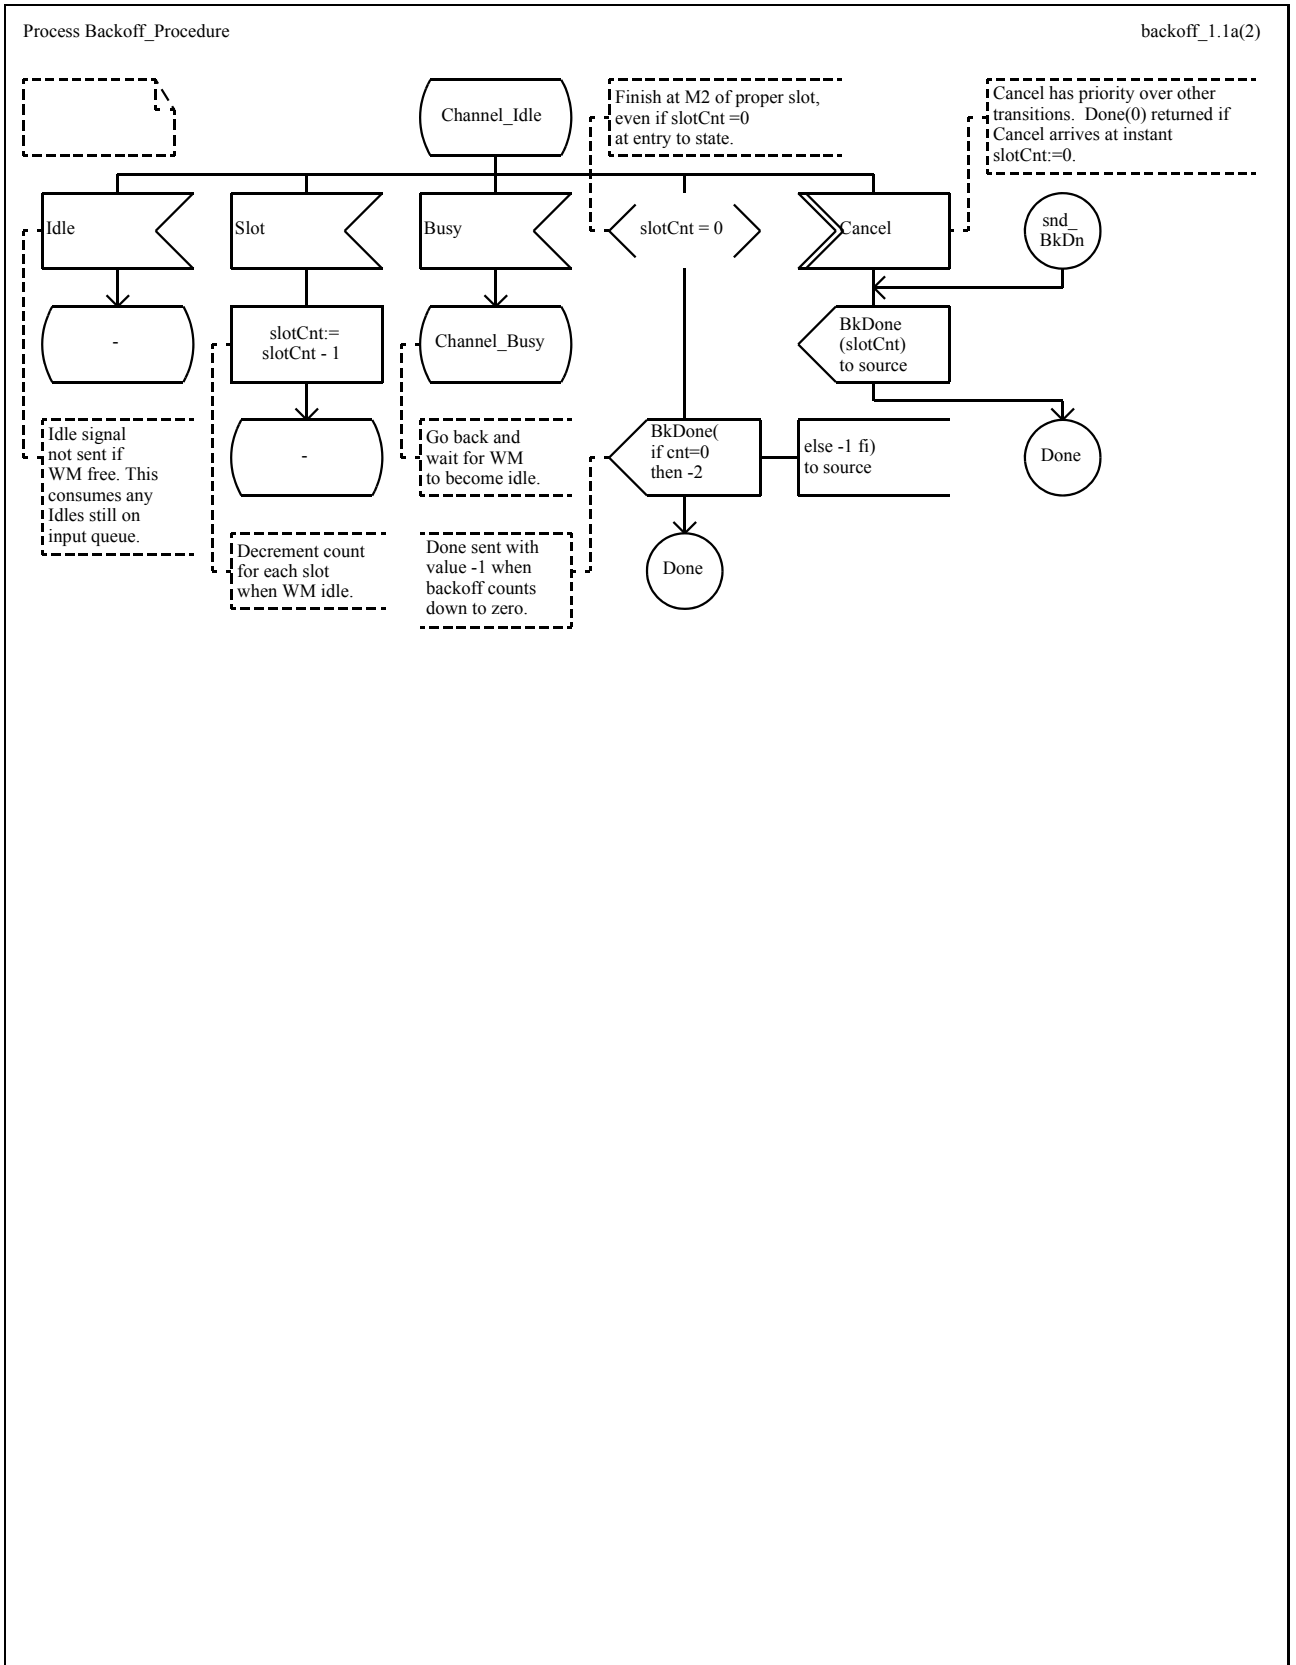 Process Backoff_Procedure
backoff_1.1a(2)
Channel_Idle
Finish at M2 of proper slot,
even if slotCnt =0
at entry to state.
Cancel has priority over other
transitions.  Done(0) returned if
Cancel arrives at instant
slotCnt:=0.
Idle
Slot
Busy
slotCnt = 0
Cancel
snd_
BkDn
-
slotCnt:=
slotCnt - 1
Channel_Busy
BkDone
(slotCnt)
to source
Idle signal
not sent if
WM free. This
consumes any
Idles still on
input queue.
-
Go back and
wait for WM
to become idle.
BkDone(
if cnt=0
then -2
else -1 fi)
to source
Done
Decrement count
for each slot
when WM idle.
Done sent with
value -1 when
backoff counts
down to zero.
Done